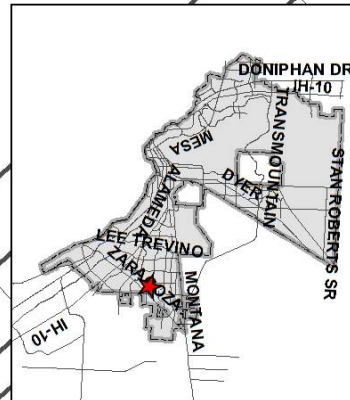 DONIPHAN DR
IH-10
MESA
TRANSMOUNTAIN
DYER
STAN ROBERTS SR
ALAMEDA
LEE TREVINO
ZARAGOZA
MONTANA
IH-10